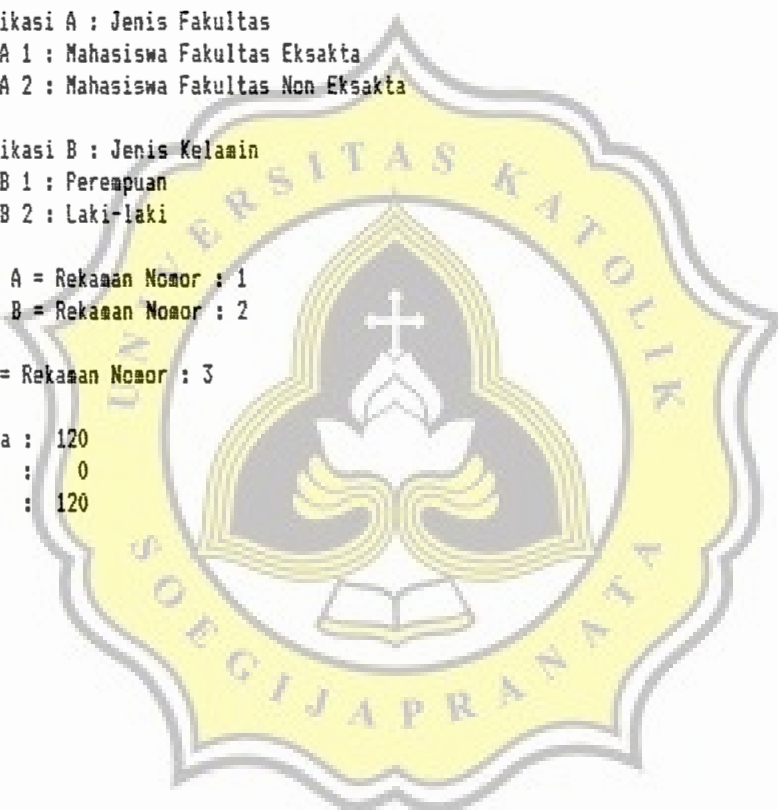 ikasi A : Jenis Fakultas
A 1 : Mahasiswa Fakultas Eksakta
A 2 : Mahasiswa Fakultas Non Eksakta
ikasi B : Jenis Kelamin
B 1 : Perempuan
B 2 : Laki-laki
A = Rekaman Nomor : 1
B = Rekaman Nomor : 2
= Rekaman Nomor : 3
a : 120
: 0
: 120
UNIVERSITAS KATOLIK
SOEGIJAPRANATA